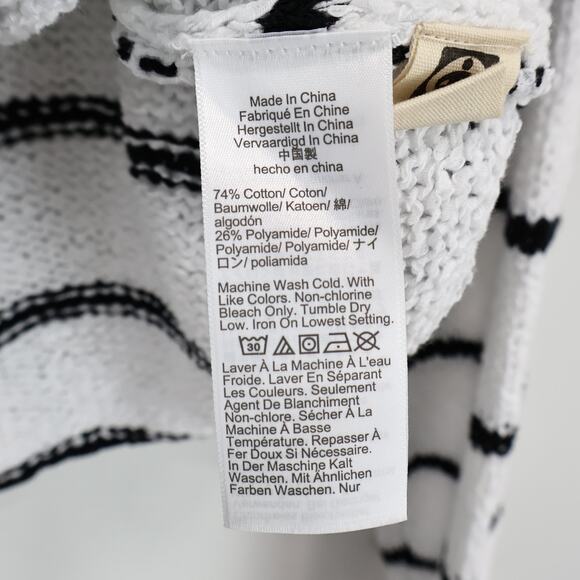 Made In China
Fabriqué En Chine
Hergestellt In China
Vervaardigd In China
中国製
hecho en china
74% Cotton/ Coton/
Baumwolle/ Katoen/ 綿/
algodón
26% Polyamide/ Polyamide/
Polyamide/ Polyamide/ ナイ
ロン/ poliamida
Machine Wash Cold. With
Like Colors. Non-chlorine
Bleach Only. Tumble Dry
Low. Iron On Lowest Setting.
30
Laver À La Machine À L'eau
Froide. Laver En Séparant
Les Couleurs. Seulement
Agent De Blanchiment
Non-chlore. Sécher À La
Machine À Basse
Température. Repasser À
Fer Doux Si Nécessaire.
In Der Maschine Kalt
Waschen. Mit Ähnlichen
Farben Waschen. Nur